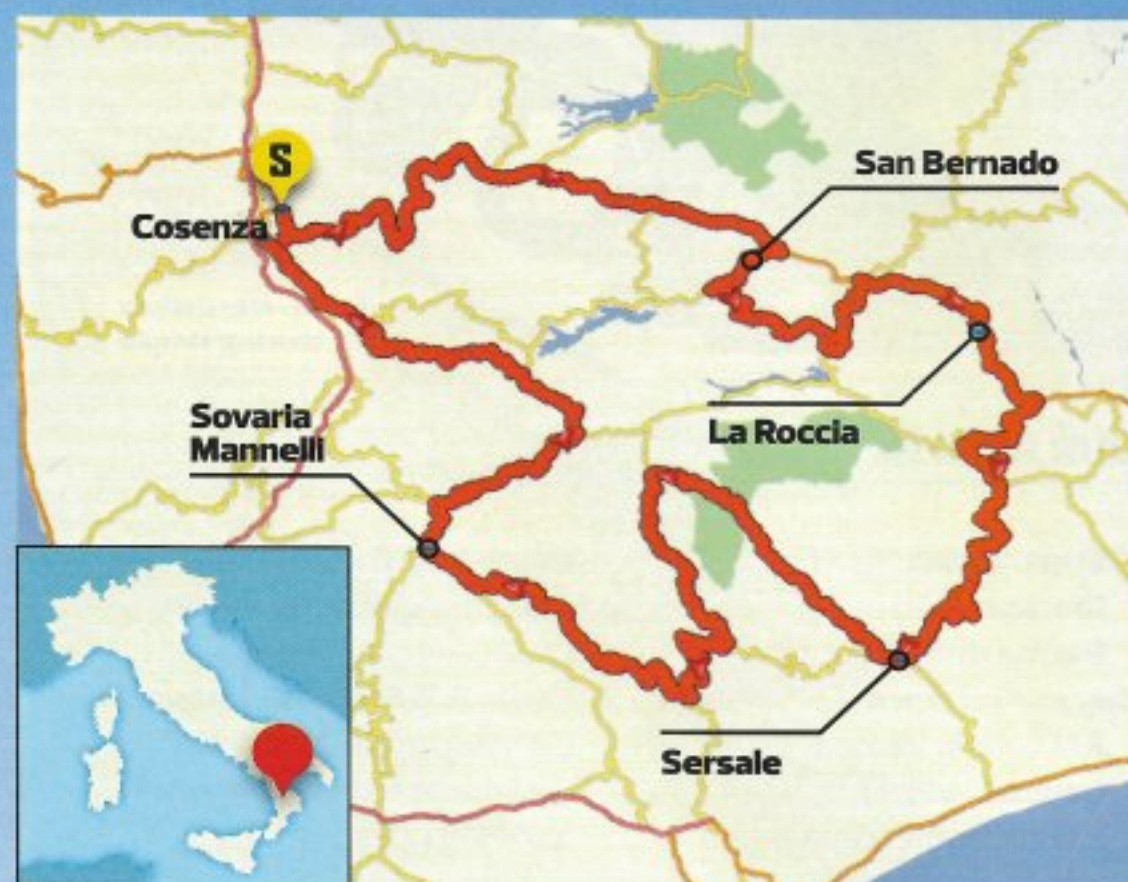 S
San Bernado
Cosenza
Sovaria
Mannelli
La Roccia
Sersale